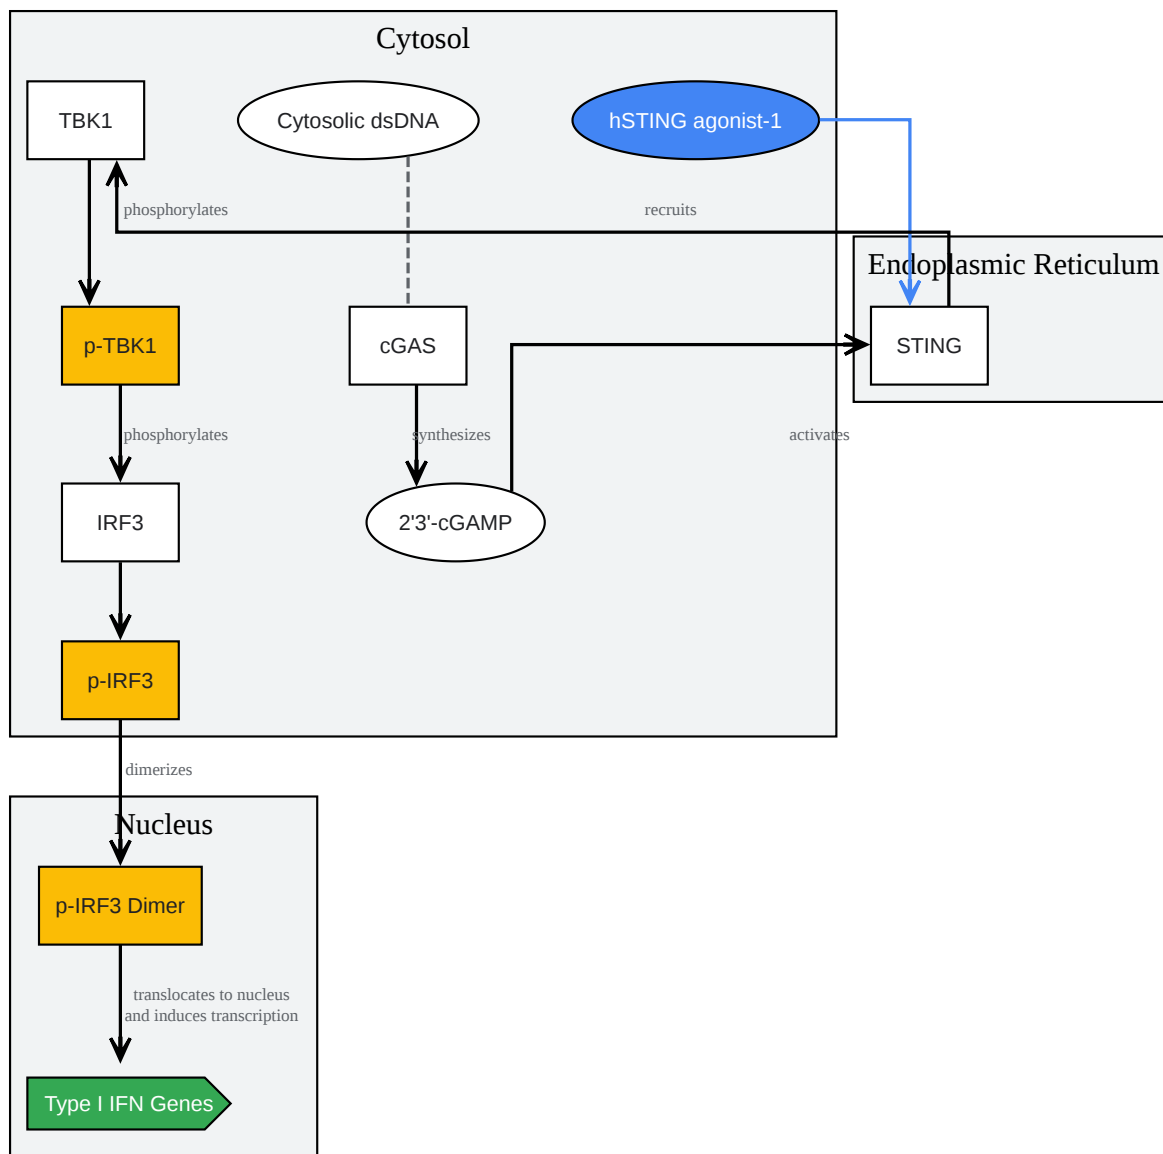 Cytosol
TBK1
Cytosolic dsDNA
hSTING agonist-1
phosphorylates
recruits
Endoplasmic Reticulum
p-TBK1
cGAS
STING
phosphorylates
synthesizes
activates
IRF3
2'3'-cGAMP
p-IRF3
dimerizes
Nucleus
p-IRF3 Dimer
translocates to nucleus
and induces transcription
Type I IFN Genes